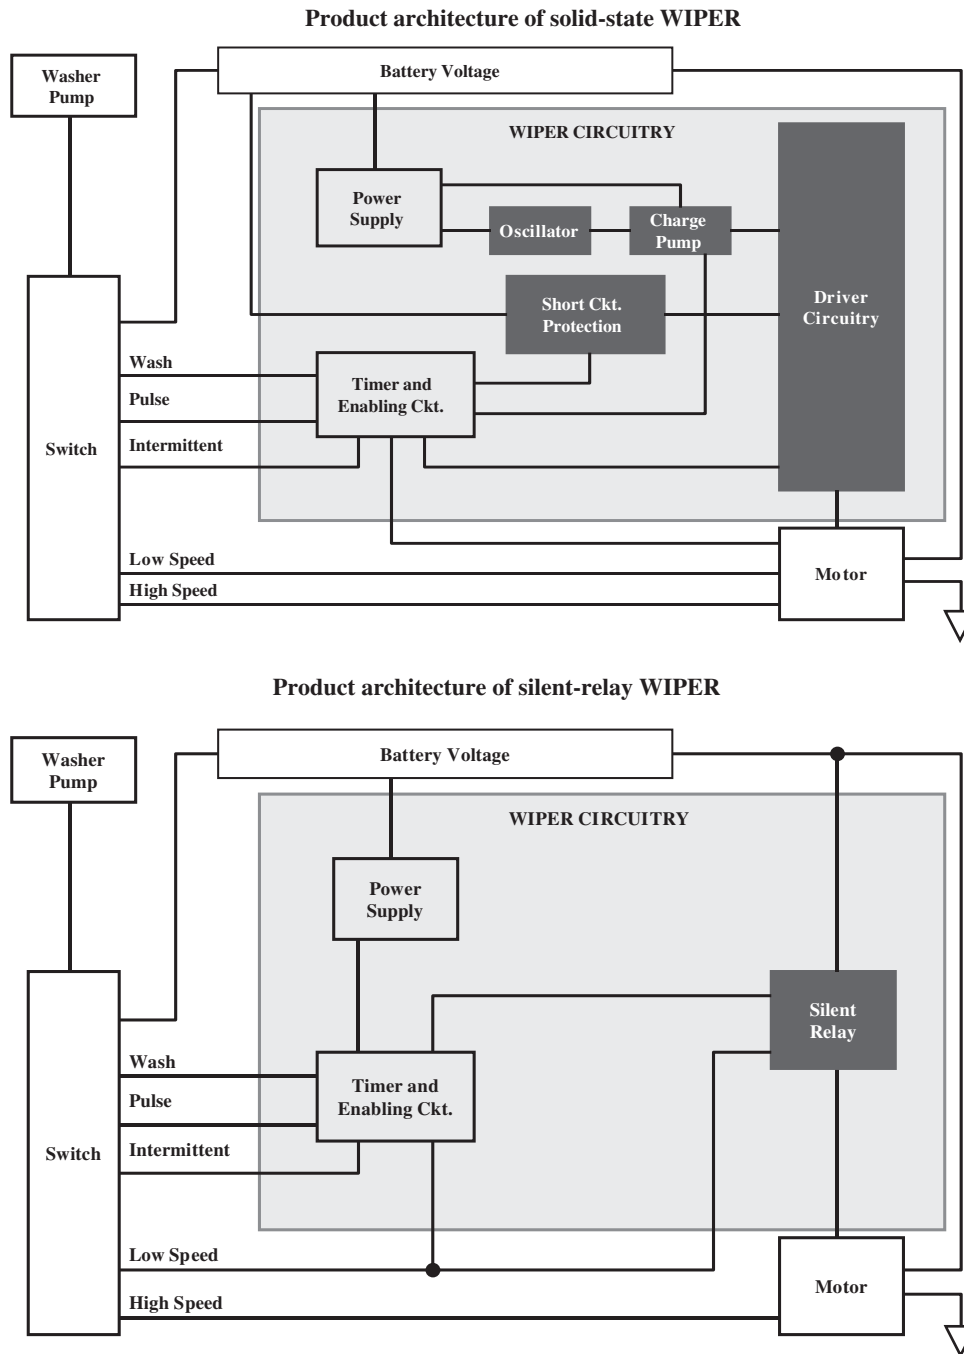 Product architecture of solid-state WIPER
Washer
Pump
Battery Voltage
WIPER CIRCUITRY
Power
Supply
Oscillator
Charge
Pump
Short Ckt.
Protection
Driver
Circuitry
Wash
Timer and
Enabling Ckt.
Pulse
Switch
Intermittent
Low Speed
High Speed
Motor
Product architecture of silent-relay WIPER
Washer
Pump
Battery Voltage
WIPER CIRCUITRY
Power
Supply
Silent
Relay
Wash
Timer and
Enabling Ckt.
Pulse
Switch
Intermittent
Low Speed
High Speed
Motor